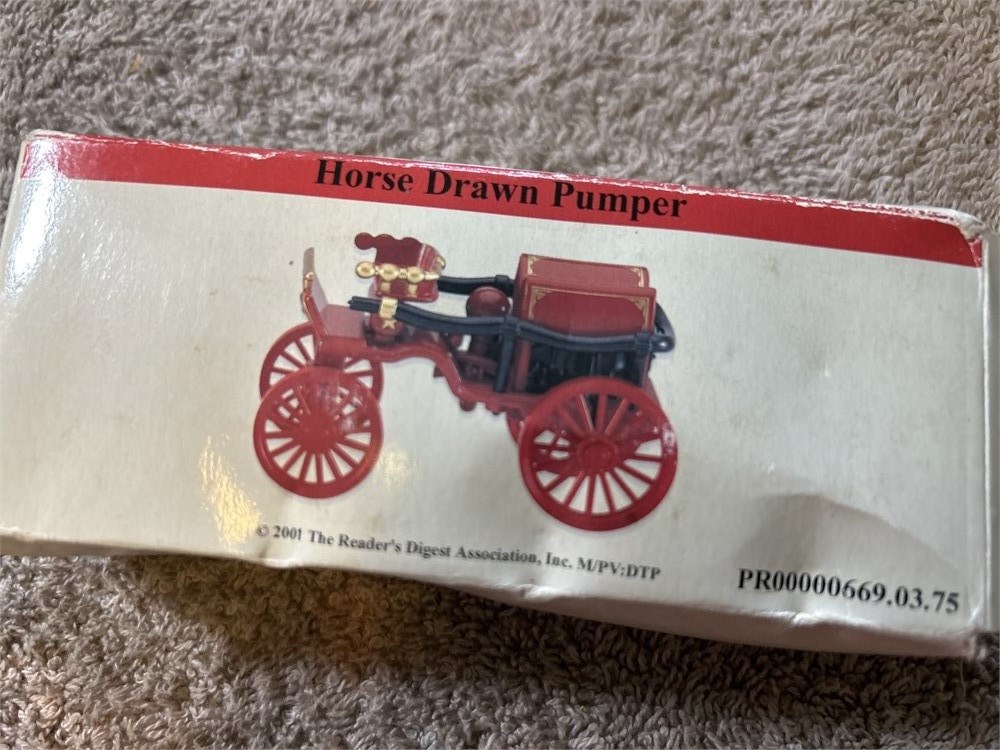 Horse Drawn Pumper
© 2001 The Reader's Digest Association, Inc. M/PV:DTP
PR00000669.03.75